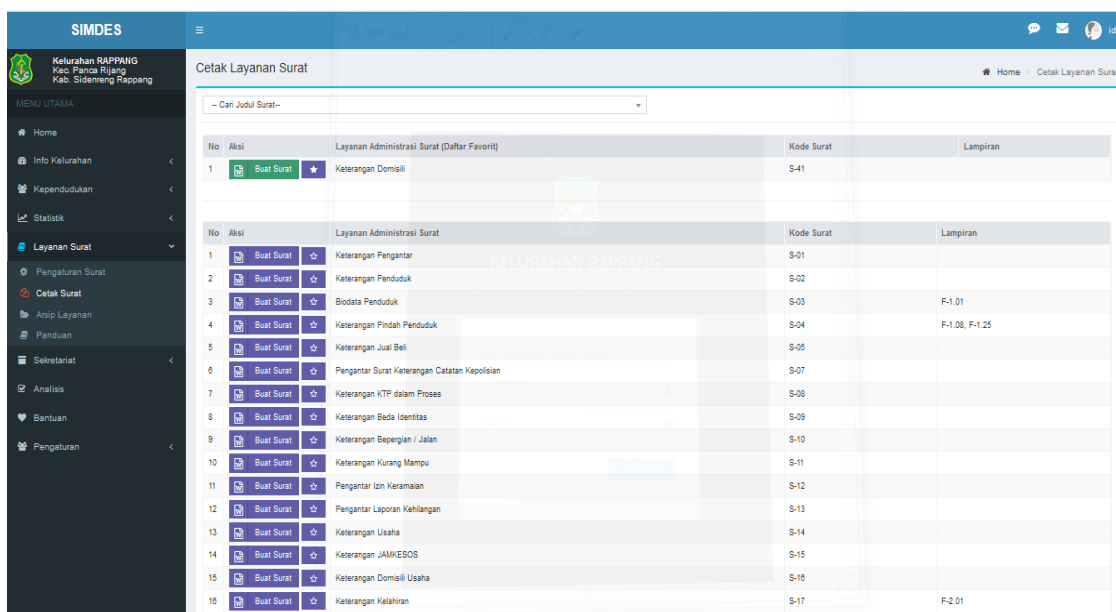 SIMDES
id
Kelurahan RAPPANG
Kec. Panca Rijang
Kab. Sidenreng Rappang
Cetak Layanan Surat
Home > Cetak Layanan Sura
MENU UTAMA
Home
Info Kelurahan
Kependudukan
Statistik
Layanan Surat
Pengaturan Surat
Cetak Surat
Arsip Layanan
Panduan
Sekretariat
Analisis
Bantuan
Pengaturan
-- Cari Judul Surat--
No Aksi Layanan Administrasi Surat (Daftar Favorit) Kode Surat Lampiran
1 Buat Surat Keterangan Domisili S-41
No Aksi Layanan Administrasi Surat Kode Surat Lampiran
1 Buat Surat Keterangan Pengantar S-01
KELURAHAN RAPPANG
2 Buat Surat Keterangan Penduduk S-02
3 Buat Surat Biodata Penduduk S-03 F-1.01
4 Buat Surat Keterangan Pindah Penduduk S-04 F-1.08, F-1.25
5 Buat Surat Keterangan Jual Beli S-05
6 Buat Surat Pengantar Surat Keterangan Catatan Kepolisian S-07
7 Buat Surat Keterangan KTP dalam Proses S-08
8 Buat Surat Keterangan Beda Identitas S-09
9 Buat Surat Keterangan Bepergian / Jalan S-10
10 Buat Surat Keterangan Kurang Mampu S-11
11 Buat Surat Pengantar Izin Keramaian S-12
12 Buat Surat Pengantar Laporan Kehilangan S-13
13 Buat Surat Keterangan Usaha S-14
14 Buat Surat Keterangan JAMKESOS S-15
15 Buat Surat Keterangan Domisili Usaha S-16
16 Buat Surat Keterangan Kelahiran S-17 F-2.01